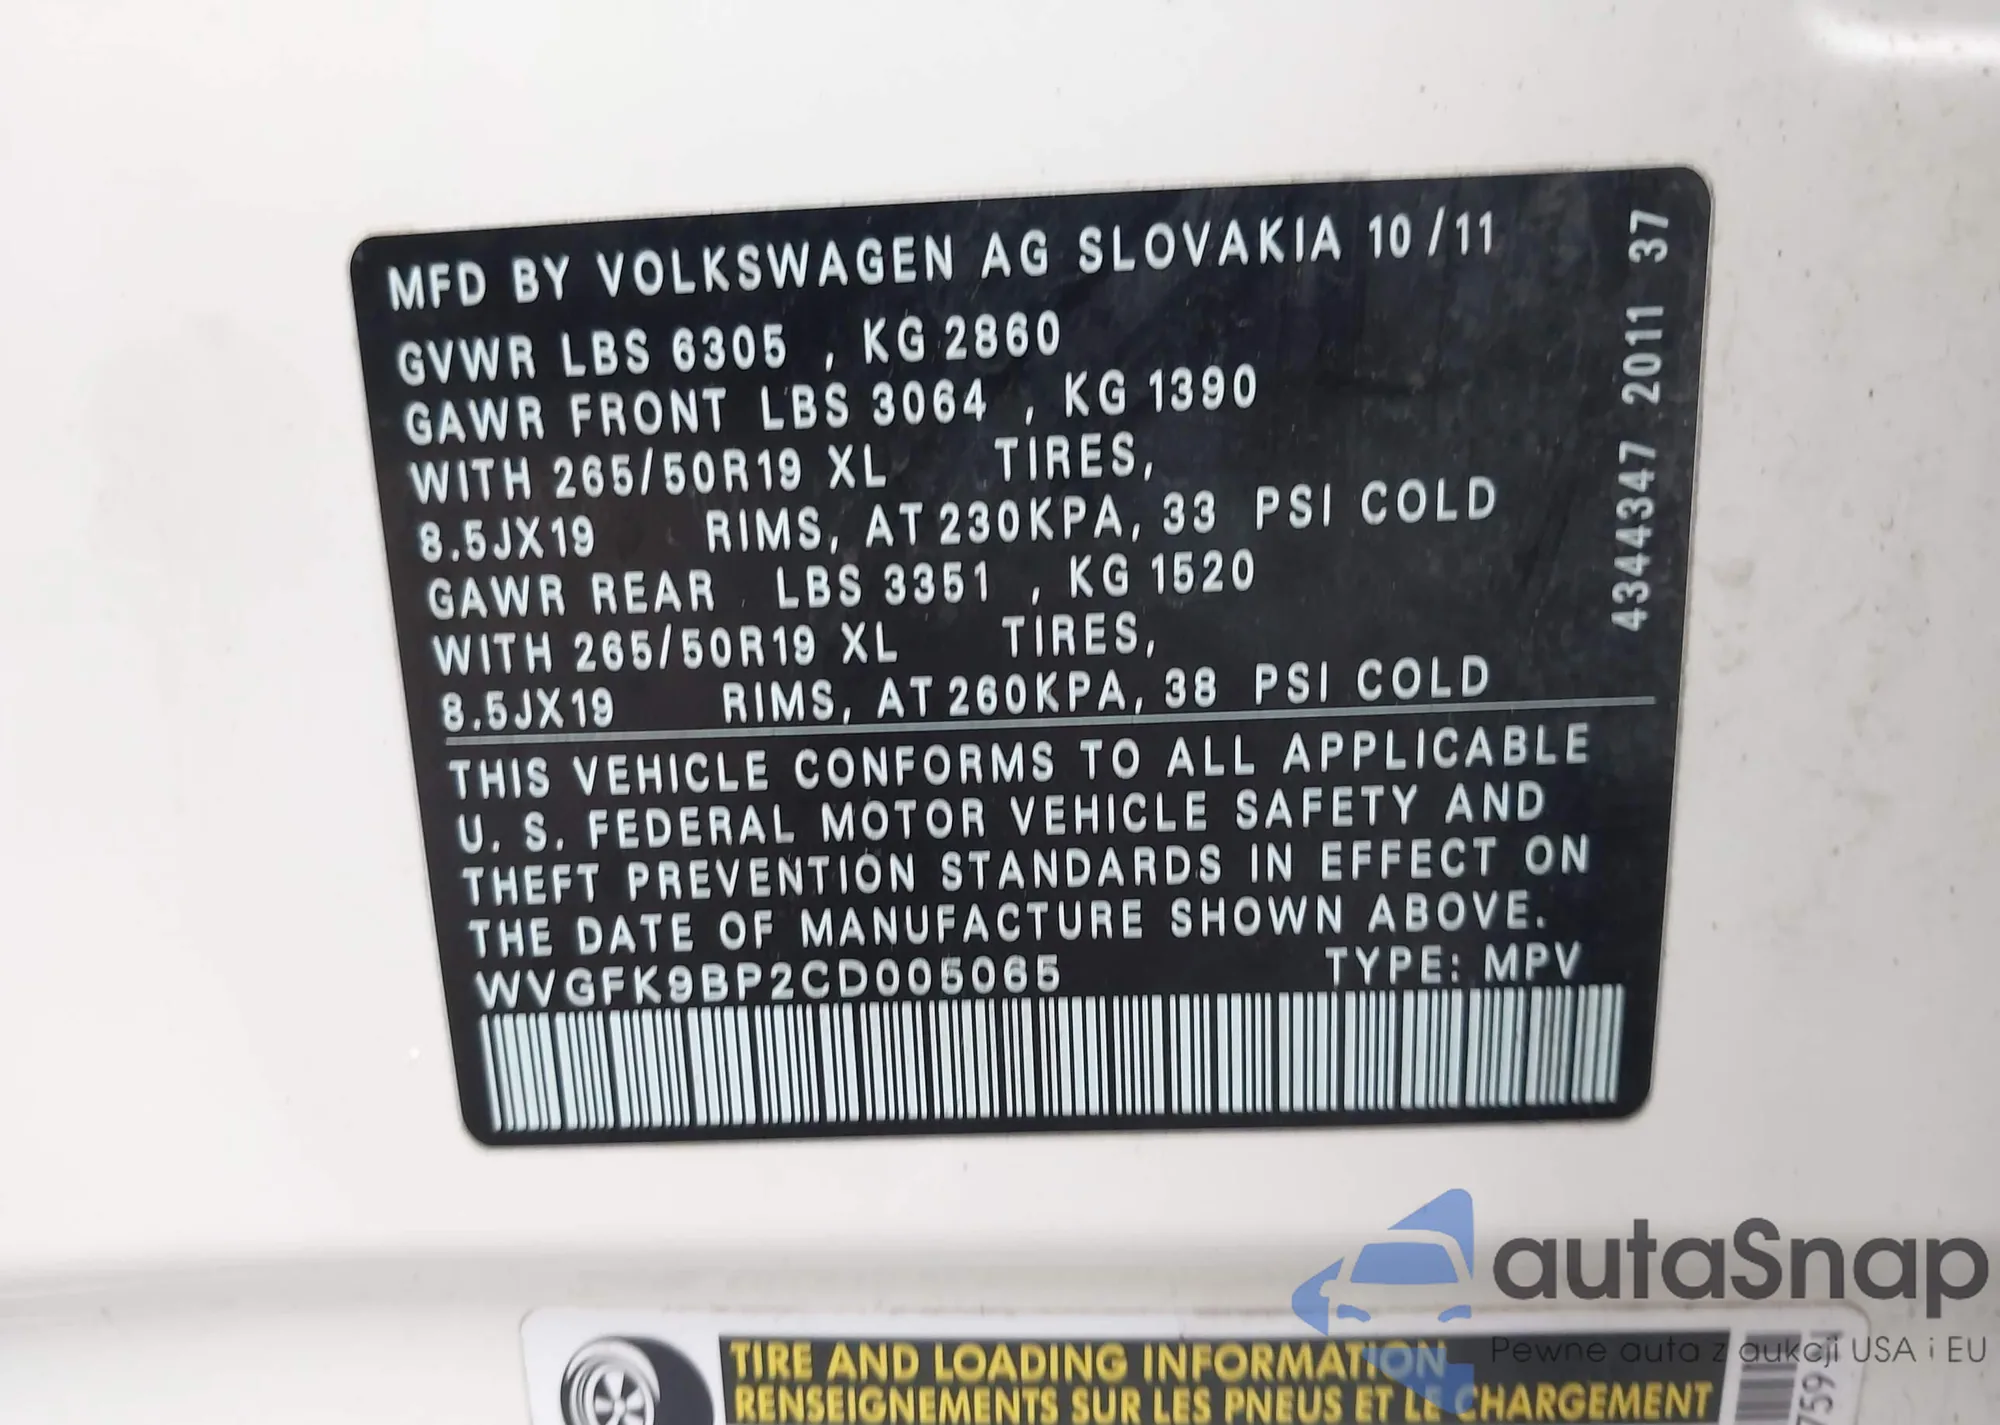 MFD BY VOLKSWAGEN AG SLOVAKIA 10/11
GVWR LBS 6305 , KG 2860
GAWR FRONT LBS 3064 , KG 1390
WITH 265/50R19 XL TIRES,
8.5JX19 RIMS, AT 230KPA, 33 PSI COLD
GAWR REAR LBS 3351 , KG 1520
WITH 265/50R19 XL TIRES,
8.5JX19 RIMS, AT 260KPA, 38 PSI COLD
THIS VEHICLE CONFORMS TO ALL APPLICABLE
U. S. FEDERAL MOTOR VEHICLE SAFETY AND
THEFT PREVENTION STANDARDS IN EFFECT ON
THE DATE OF MANUFACTURE SHOWN ABOVE.
WVGFK9BP2CD005065 TYPE: MPV
4344347 2011 37
autaSnap
Pewne auta z aukcji USA i EU
TIRE AND LOADING INFORMATION
RENSEIGNEMENTS SUR LES PNEUS ET LE CHARGEMENT